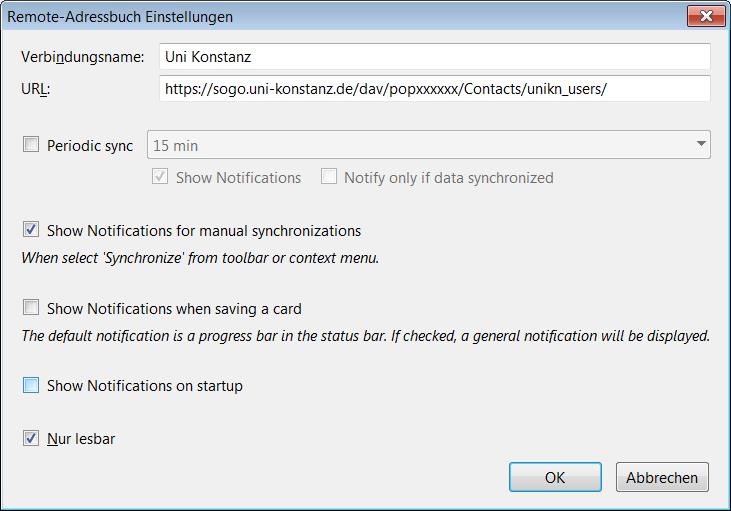 Remote-Adressbuch Einstellungen
Verbindungsname: Uni Konstanz
URL: https://sogo.uni-konstanz.de/dav/popxxxxxx/Contacts/unikn_users/
Periodic sync 15 min
Show Notifications Notify only if data synchronized
Show Notifications for manual synchronizations
When select 'Synchronize' from toolbar or context menu.
Show Notifications when saving a card
The default notification is a progress bar in the status bar. If checked, a general notification will be displayed.
Show Notifications on startup
Nur lesbar
OK Abbrechen